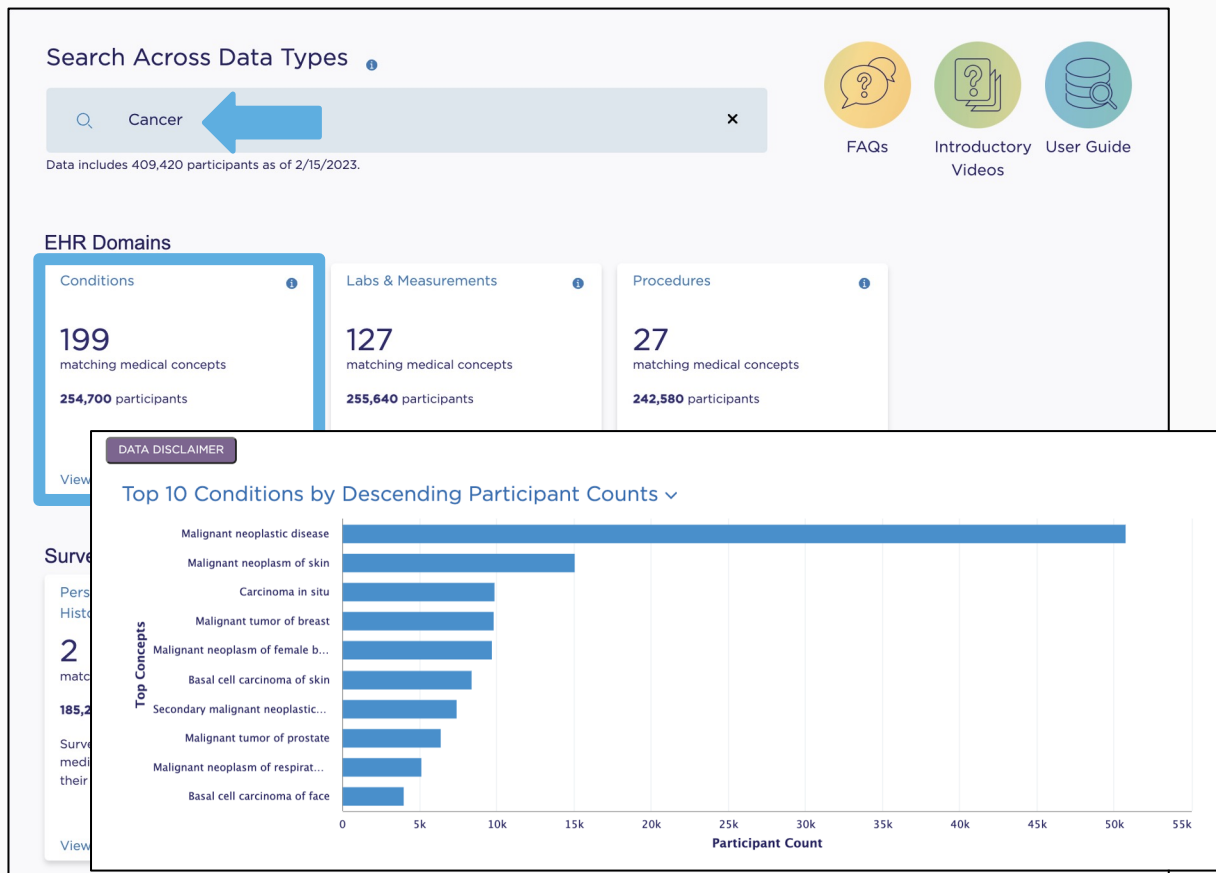 Search Across Data Types
Cancer
×
Data includes 409,420 participants as of 2/15/2023.
FAQs
Introductory
Videos
User Guide
EHR Domains
Conditions
199
matching medical concepts
254,700 participants
View
Labs & Measurements
127
matching medical concepts
255,640 participants
Procedures
27
matching medical concepts
242,580 participants
DATA DISCLAIMER
Top 10 Conditions by Descending Participant Counts
Top Concepts
Malignant neoplastic disease
Malignant neoplasm of skin
Carcinoma in situ
Malignant tumor of breast
Malignant neoplasm of female b...
Basal cell carcinoma of skin
Secondary malignant neoplastic...
Malignant tumor of prostate
Malignant neoplasm of respirat...
Basal cell carcinoma of face
0 5k 10k 15k 20k 25k 30k 35k 40k 45k 50k 55k
Participant Count
Surve
Pers
Histo
2
matc
185,2
Surve
medi
their
View